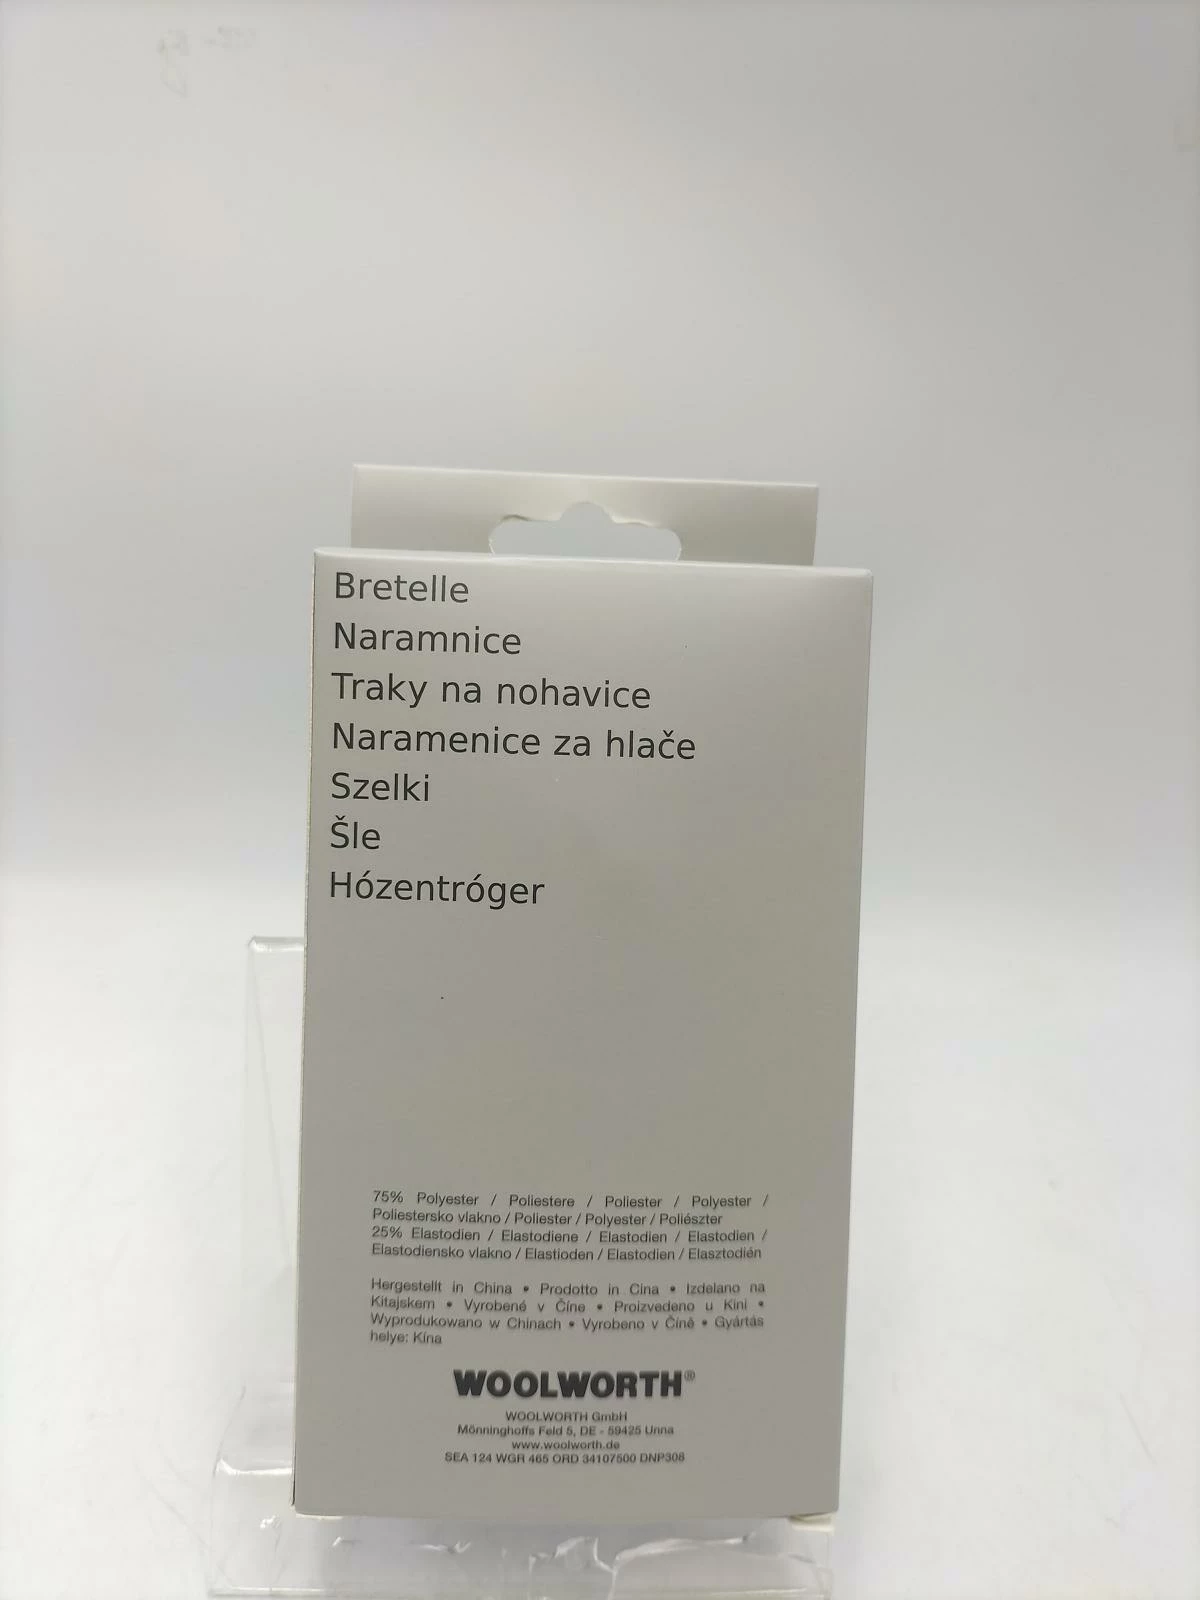 Bretelle
Naramnice
Traky na nohavice
Naramenice za hlače
Szelki
Šle
Hózentróger
75% Polyester / Poliestere / Poliester / Polyester /
Poliestersko vlakno / Poliester / Polyester / Poliészter
25% Elastodien / Elastodiene / Elastodien / Elastodien /
Elastodiensko vlakno / Elastioden / Elastodien / Elasztodién
Hergestellt in China • Prodotto in Cina • Izdelano na
Kitajskem • Vyrobené v Číne • Proizvedeno u Kini •
Wyprodukowano w Chinach • Vyrobeno v Číně • Gyártás
helye: Kína
WOOLWORTH®
WOOLWORTH GmbH
Mönninghoffs Feld 5, DE - 59425 Unna
www.woolworth.de
SEA 124 WGR 465 ORD 34107500 DNP308